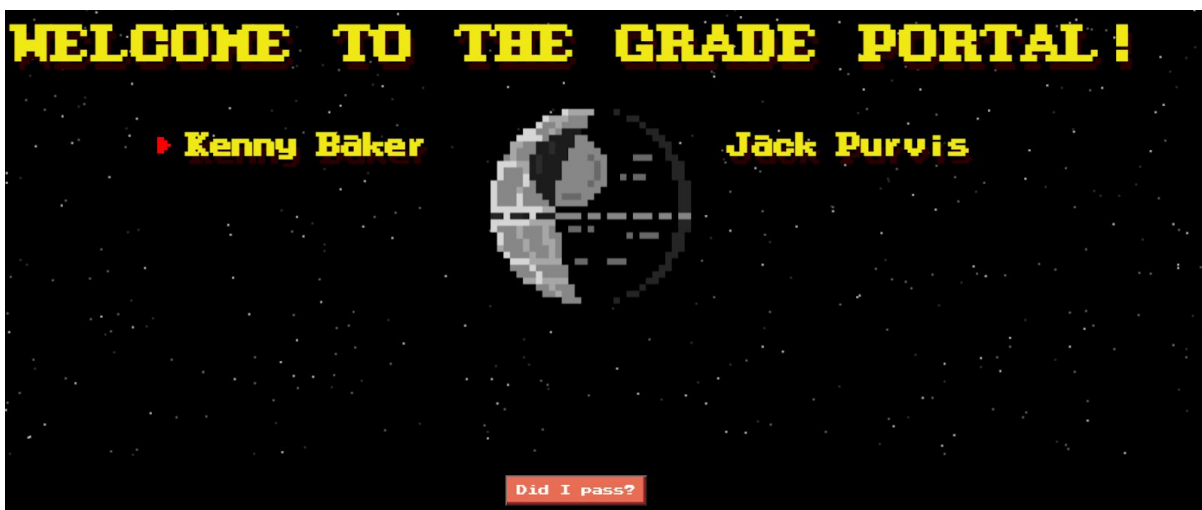 WELCOME TO THE GRADE PORTAL!
Kenny Baker
Jack Purvis
Did I pass?